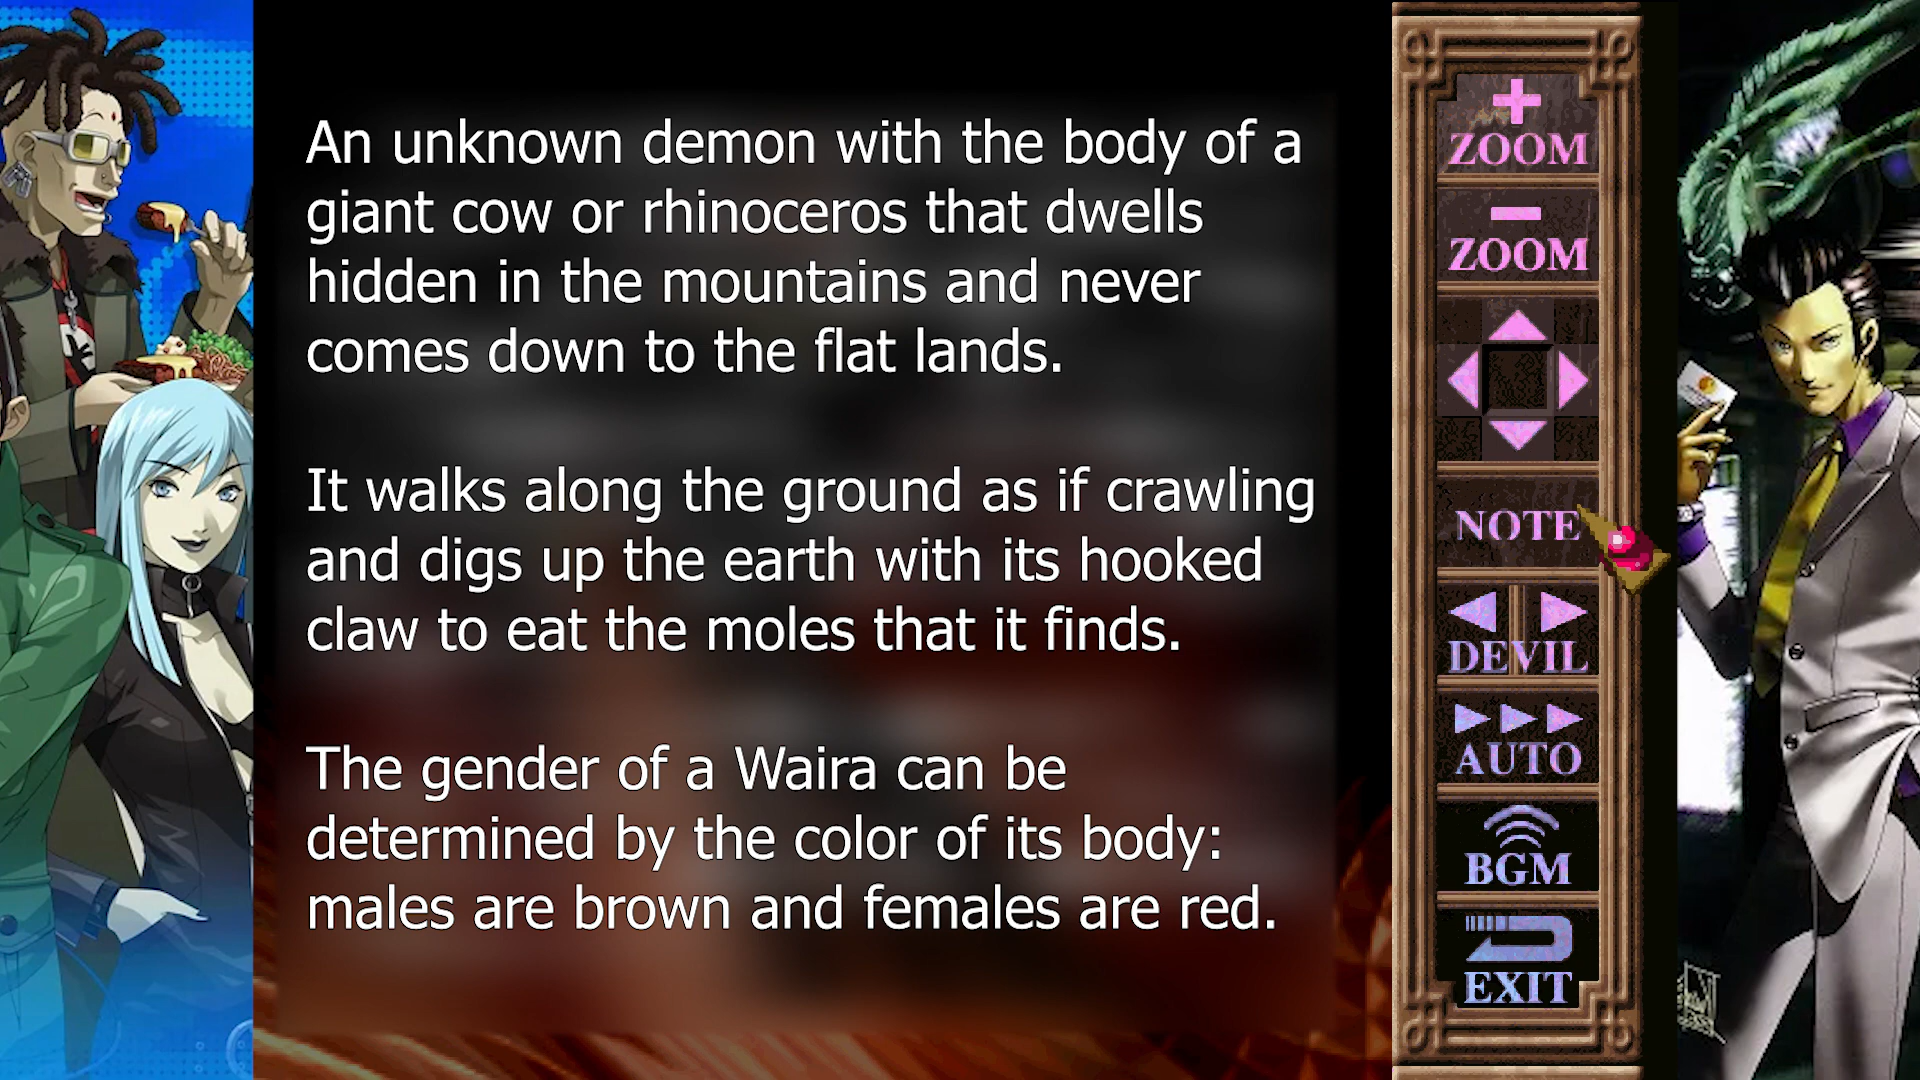 An unknown demon with the body of a
giant cow or rhinoceros that dwells
hidden in the mountains and never
comes down to the flat lands.
It walks along the ground as if crawling
and digs up the earth with its hooked
claw to eat the moles that it finds.
The gender of a Waira can be
determined by the color of its body:
males are brown and females are red.
ZOOM
ZOOM
NOTE
DEVIL
AUTO
BGM
EXIT